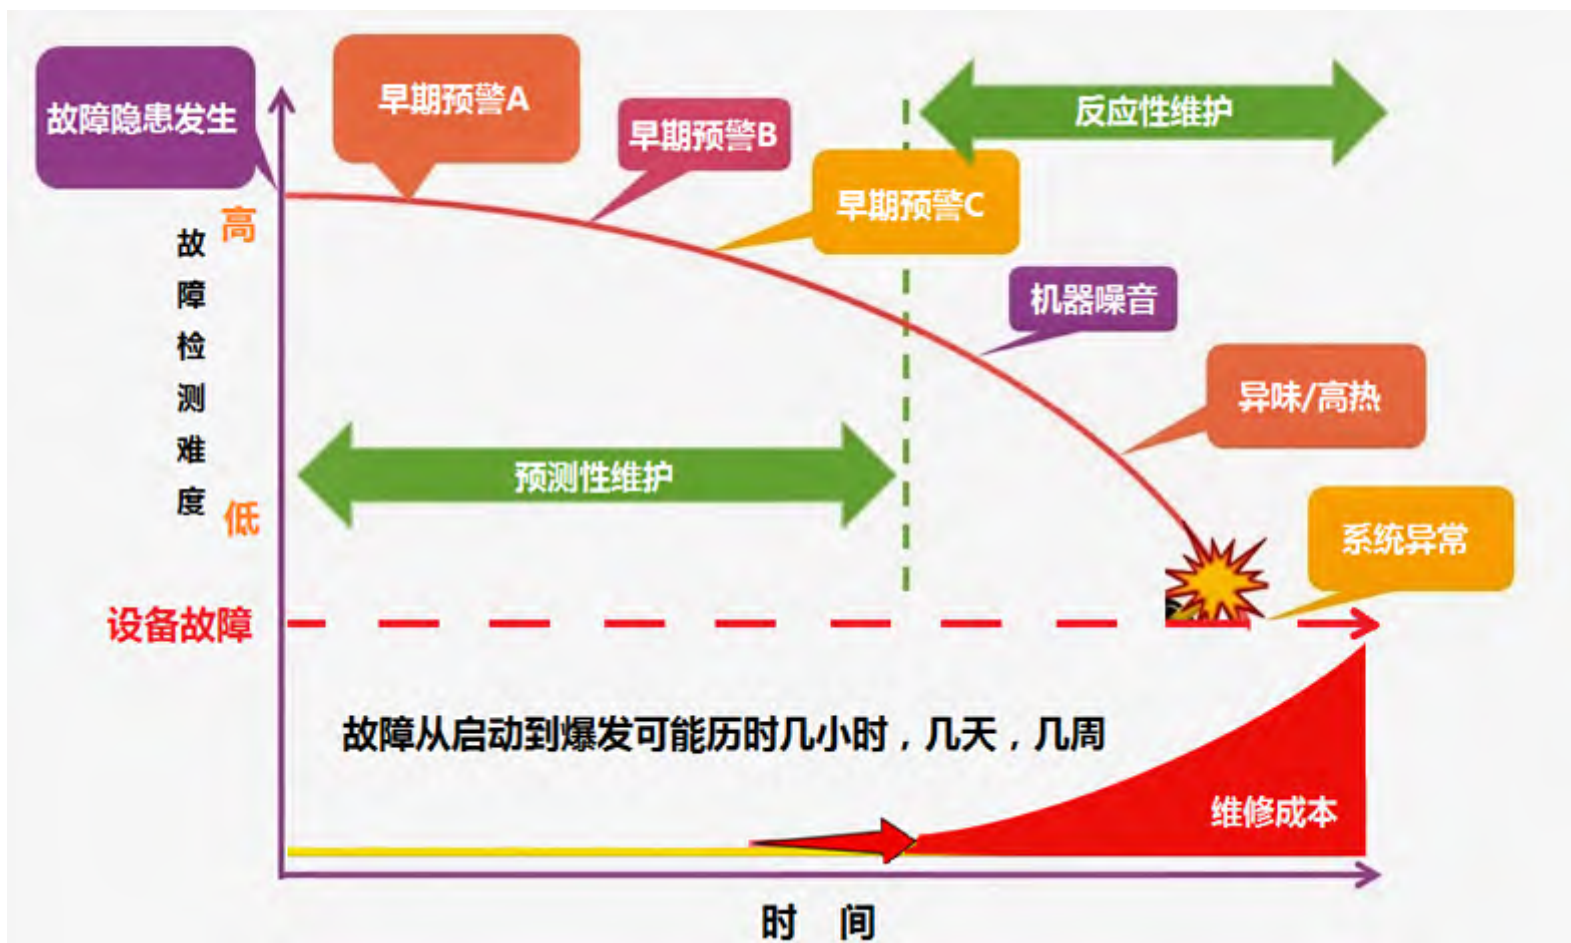 故障隐患发生
早期预警A
早期预警B
早期预警C
反应性维护
机器噪音
异味/高热
系统异常
高
故障检测难度
低
预测性维护
设备故障
故障从启动到爆发可能历时几小时，几天，几周
维修成本
时 间